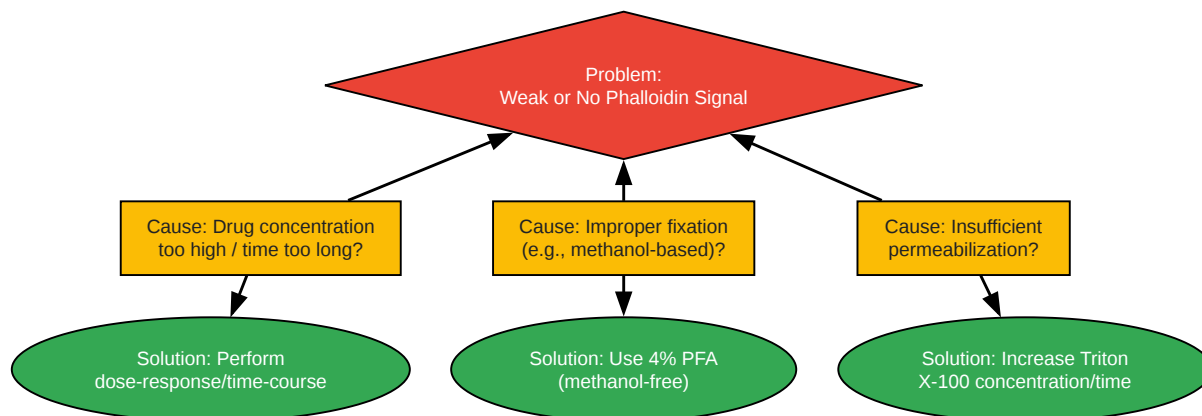 Problem:
Weak or No Phalloidin Signal
Cause: Drug concentration
too high / time too long?
Cause: Improper fixation
(e.g., methanol-based)?
Cause: Insufficient
permeabilization?
Solution: Perform
dose-response/time-course
Solution: Use 4% PFA
(methanol-free)
Solution: Increase Triton
X-100 concentration/time